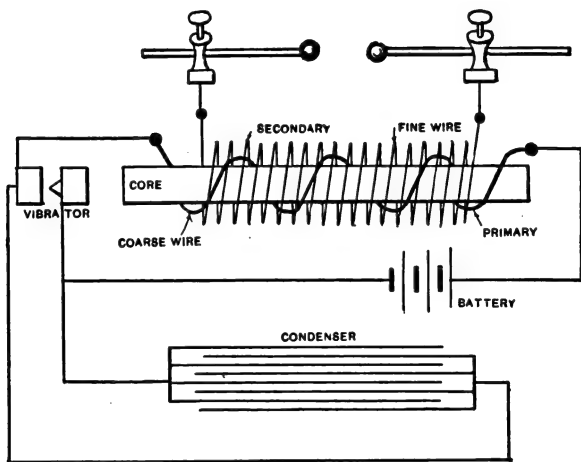 SECONDARY
FINE WIRE
CORE
VIBRATOR
COARSE WIRE
PRIMARY
BATTERY
CONDENSER